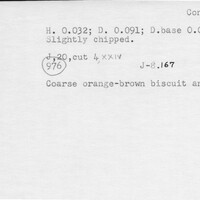 Con
H. 0.032; D. 0.091; D.base 0.0
Slightly chipped.
J.20,cut 4 xxiv
976 J-H.167
Coarse orange-brown biscuit an